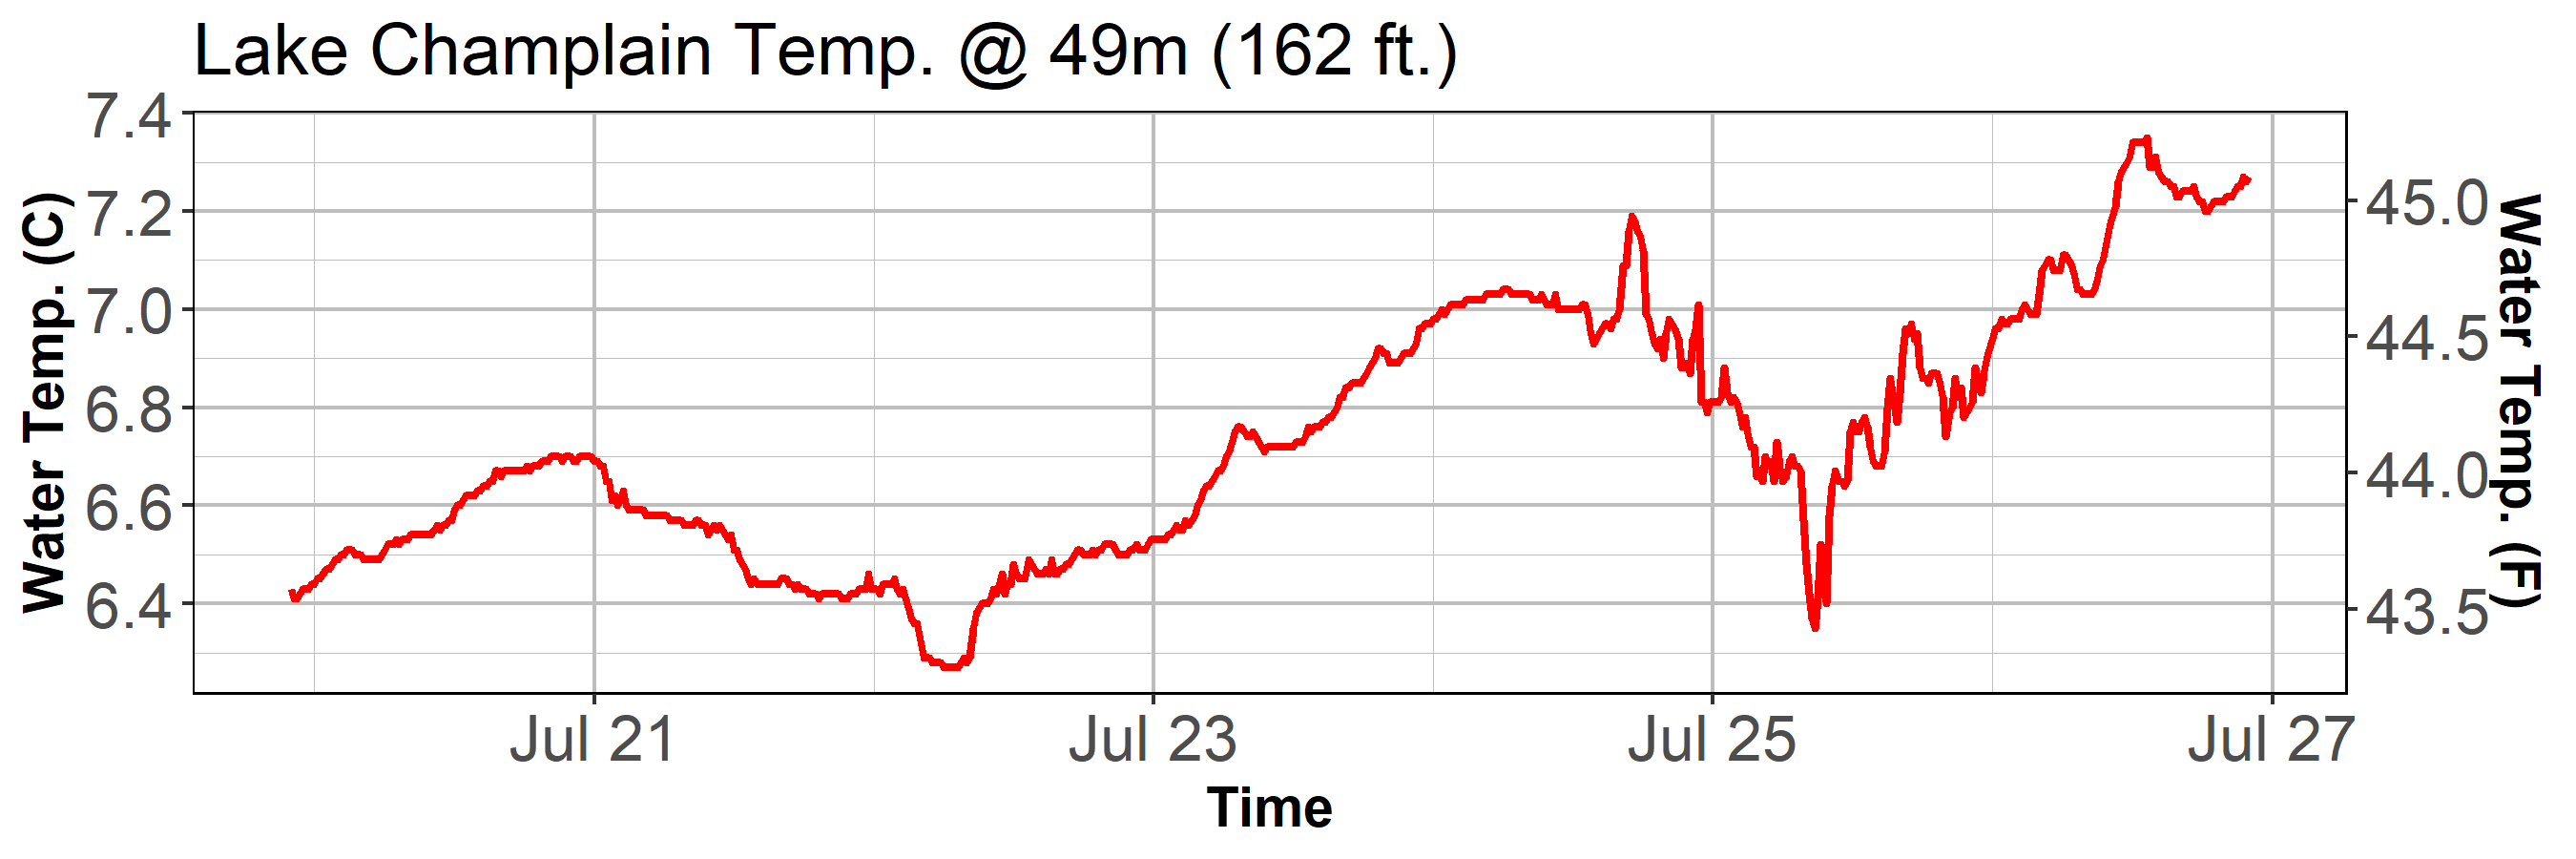 Lake Champlain Temp. @ 49m (162 ft.)
Water Temp. (C)
7.4
7.2
7.0
6.8
6.6
6.4
45.0
44.5
44.0
43.5
Water Temp. (F)
Jul 21
Jul 23
Jul 25
Jul 27
Time